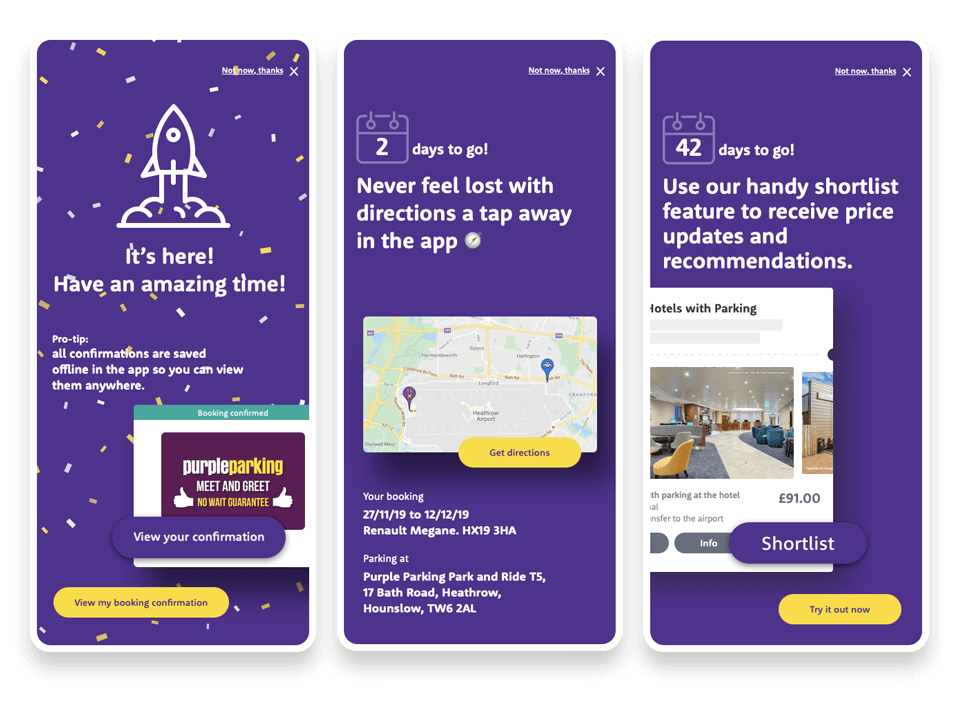 Not now, thanks
It's here!
Have an amazing time!
Pro-tip:
all confirmations are saved
offline in the app so you can view
them anywhere.
Booking confirmed
purpleparking
MEET AND GREET
NO WAIT GUARANTEE
View your confirmation
View my booking confirmation
Not now, thanks
2 days to go!
Never feel lost with
directions a tap away
in the app
Harmondsworth
Sipson
Harlington
Bath Rd
Bath Rd
Longford
CRANFORD
Heathrow
Airport
Stanwell Moor
Get directions
Your booking
27/11/19 to 12/12/19
Renault Megane. HX19 3HA
Parking at
Purple Parking Park and Ride T5,
17 Bath Road, Heathrow,
Hounslow, TW6 2AL
Not now, thanks
42 days to go!
Use our handy shortlist
feature to receive price
updates and
recommendations.
Hotels with Parking
th parking at the hotel
nal
£91.00
nsfer to the airport
Info
Shortlist
Try it out now